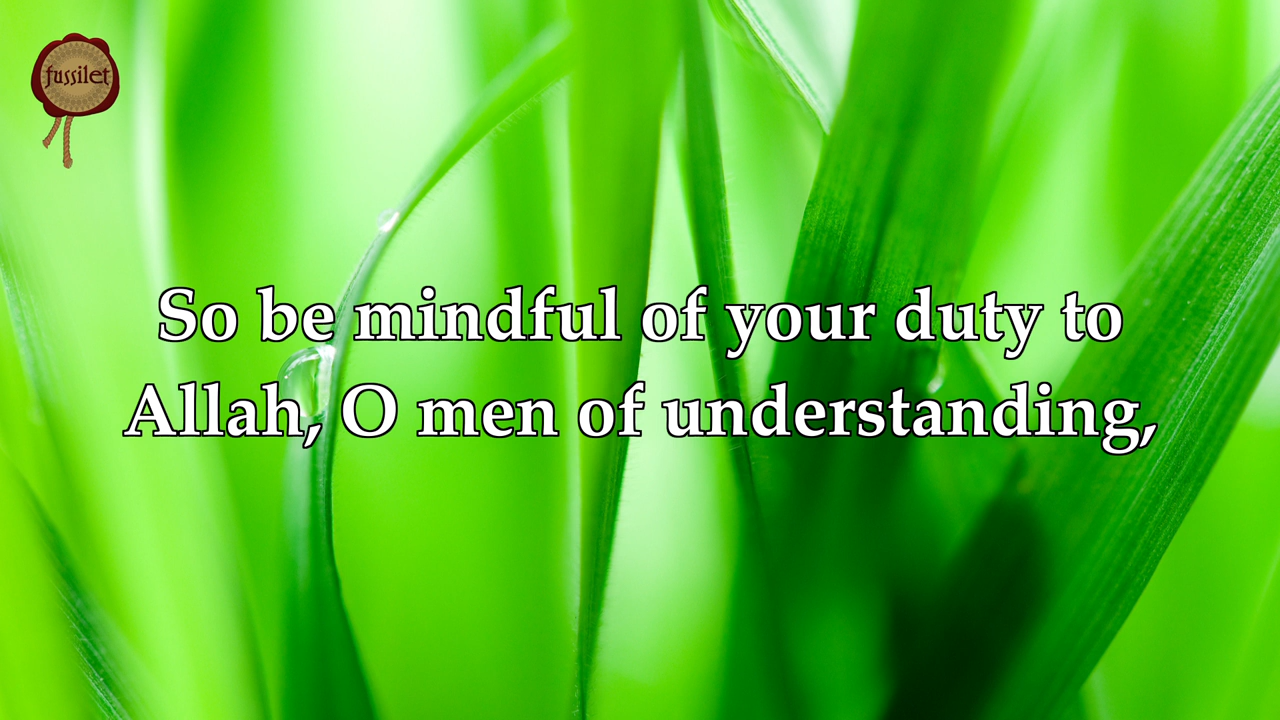 fussilet
So be mindful of your duty to
Allah, O men of understanding,